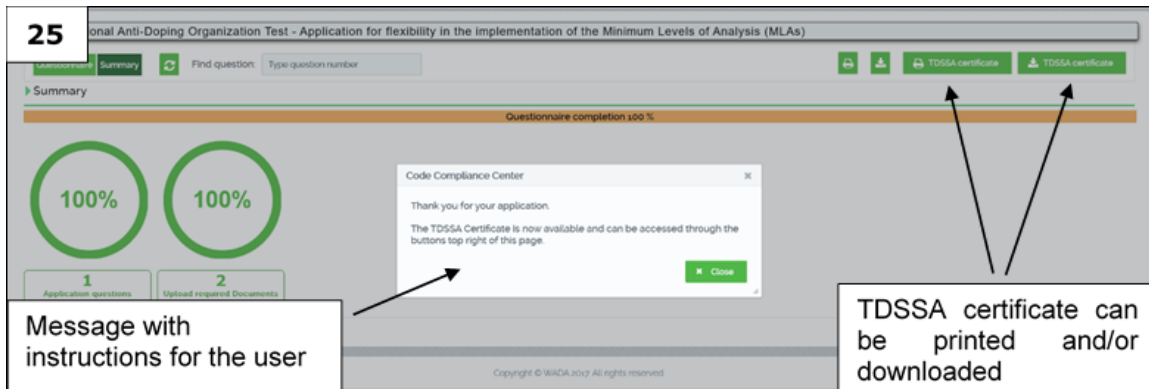 25
onal Anti-Doping Organization Test - Application for flexibility in the implementation of the Minimum Levels of Analysis (MLAs)
Questionnaire Summary Find question: Type question number TDSSA certificate TDSSA certificate
Summary
Questionnaire completion 100 %
100% 100%
Code Compliance Center
Thank you for your application.
The TDSSA Certificate is now available and can be accessed through the
buttons top right of this page.
Close
1
Application questions
2
Upload required Documents
Message with
instructions for the user
TDSSA certificate can
be printed and/or
downloaded
Copyright © WADA 2017 All rights reserved